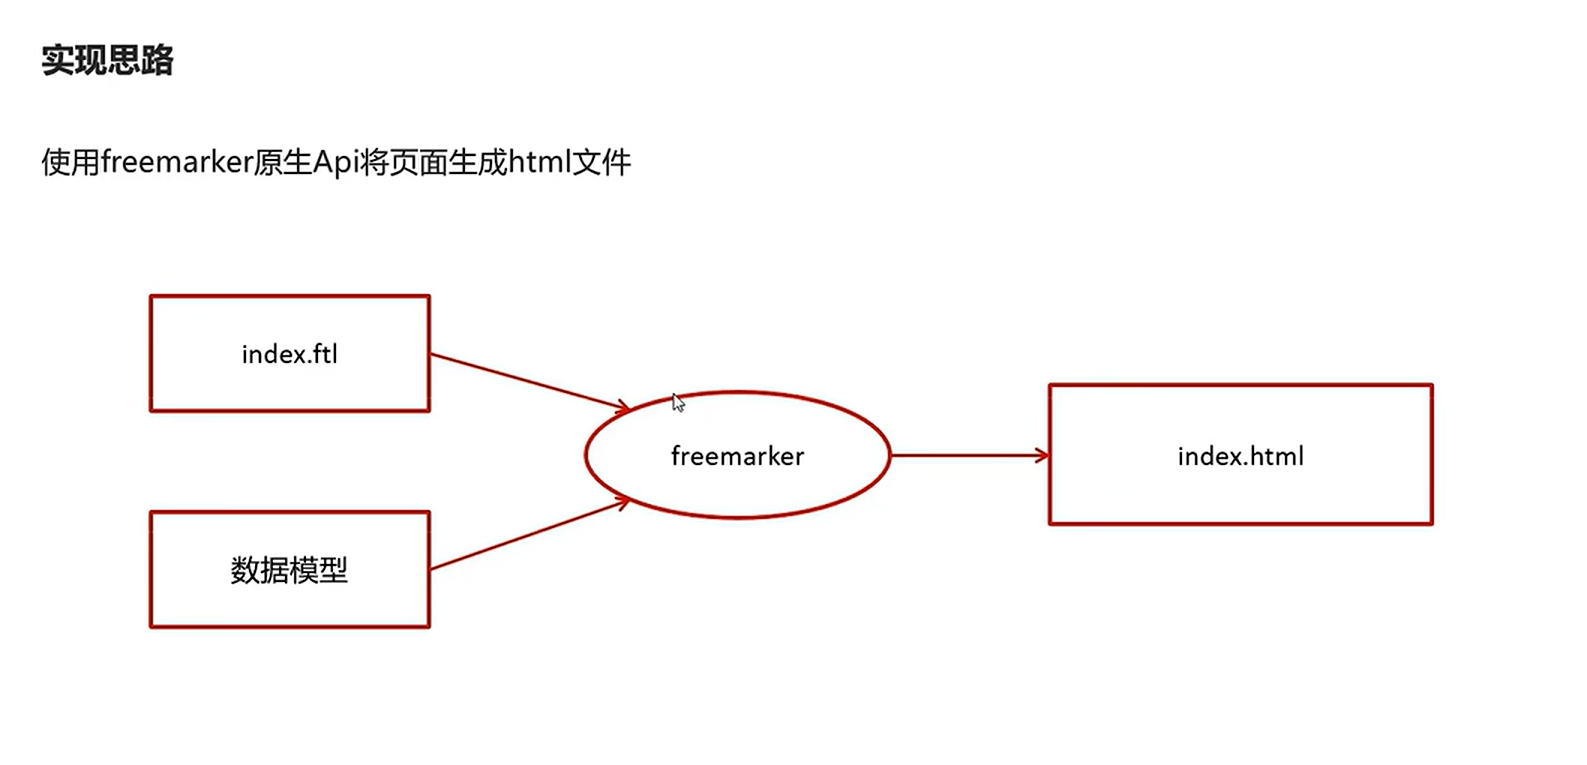 实现思路
使用freemarker原生Api将页面生成html文件
index.ftl
freemarker
index.html
数据模型